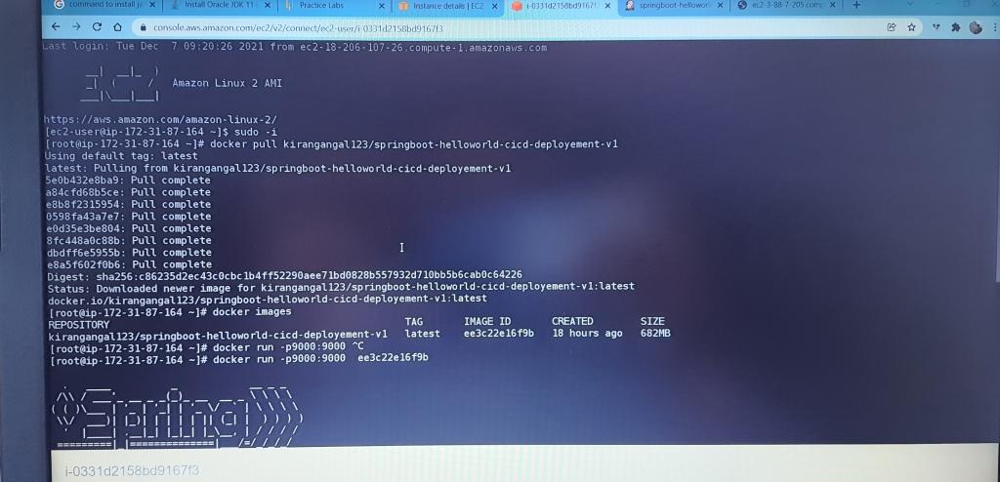 command to install ja
Install Oracle JDK 11
Practice Labs
Instance details | EC2
i-0331d2158bd9167f
springboot-hellowor
ec2-3-88-7-205.com
console.aws.amazon.com/ec2/v2/connect/ec2-user/i-0331d2158bd9167f3
Last login: Tue Dec 7 09:20:26 2021 from ec2-18-206-107-26.compute-1.amazonaws.com
Amazon Linux 2 AMI
https://aws.amazon.com/amazon-linux-2/
[ec2-user@ip-172-31-87-164 ~]$ sudo -i
[root@ip-172-31-87-164 ~]# docker pull kirangangal123/springboot-helloworld-cicd-deployement-v1
Using default tag: latest
latest: Pulling from kirangangal123/springboot-helloworld-cicd-deployement-v1
5e0b432e8ba9: Pull complete
a84cfd68b5ce: Pull complete
e8b8f2315954: Pull complete
0598fa43a7e7: Pull complete
e0d35e3be804: Pull complete
8fc448a0c88b: Pull complete
dbdff6e5955b: Pull complete
e8a5f602f0b6: Pull complete
Digest: sha256:c86235d2ec43c0cbc1b4ff52290aee71bd0828b557932d710bb5b6cab0c64226
Status: Downloaded newer image for kirangangal123/springboot-helloworld-cicd-deployement-v1:latest
docker.io/kirangangal123/springboot-helloworld-cicd-deployement-v1:latest
[root@ip-172-31-87-164 ~]# docker images
REPOSITORY TAG IMAGE ID CREATED SIZE
kirangangal123/springboot-helloworld-cicd-deployement-v1 latest ee3c22e16f9b 18 hours ago 682MB
[root@ip-172-31-87-164 ~]# docker run -p9000:9000 ^C
[root@ip-172-31-87-164 ~]# docker run -p9000:9000 ee3c22e16f9b
Spring
i-0331d2158bd9167f3